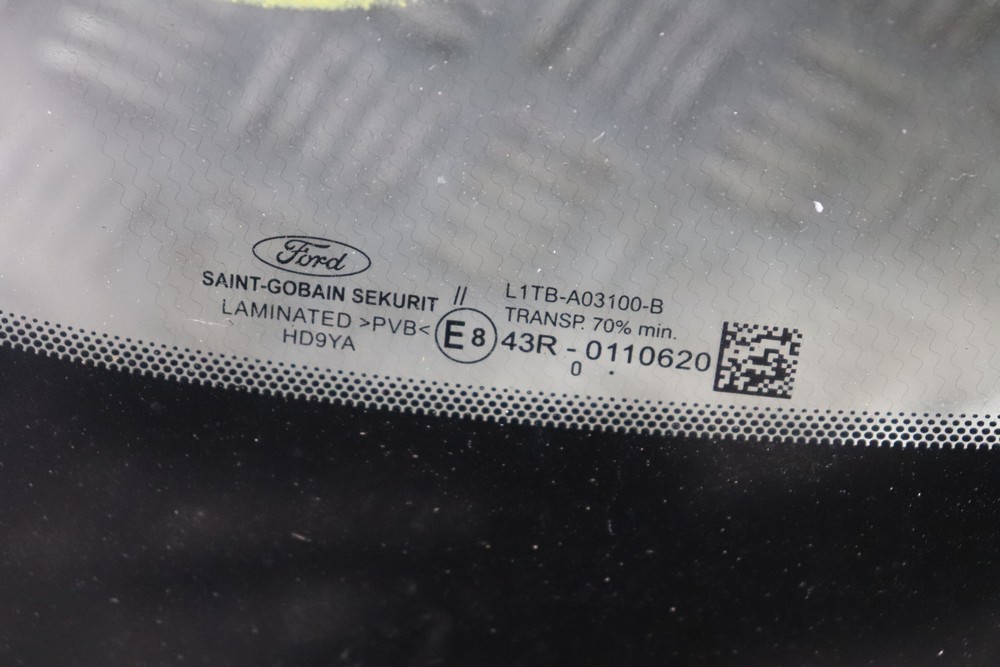 Ford
SAINT-GOBAIN SEKURIT //
LAMINATED >PVB<
HD9YA
L1TB-A03100-B
TRANSP. 70% min.
E8 43R - 0110620
0 .